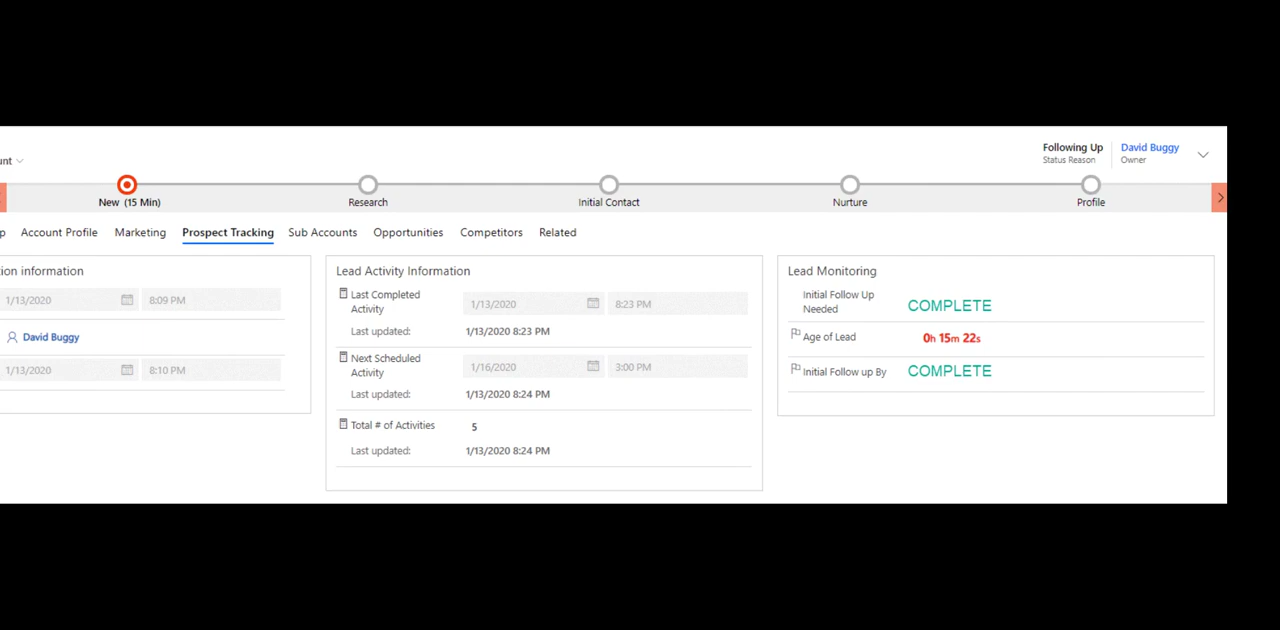 unt
Following Up
Status Reason
David Buggy
Owner
New (15 Min)
Research
Initial Contact
Nurture
Profile
p
Account Profile
Marketing
Prospect Tracking
Sub Accounts
Opportunities
Competitors
Related
tion information
1/13/2020 8:09 PM
David Buggy
1/13/2020 8:10 PM
Lead Activity Information
Last Completed
Activity
1/13/2020 8:23 PM
Last updated: 1/13/2020 8:23 PM
Next Scheduled
Activity
1/16/2020 3:00 PM
Last updated: 1/13/2020 8:24 PM
Total # of Activities 5
Last updated: 1/13/2020 8:24 PM
Lead Monitoring
Initial Follow Up
Needed
COMPLETE
Age of Lead 0h 15m 22s
Initial Follow up By COMPLETE